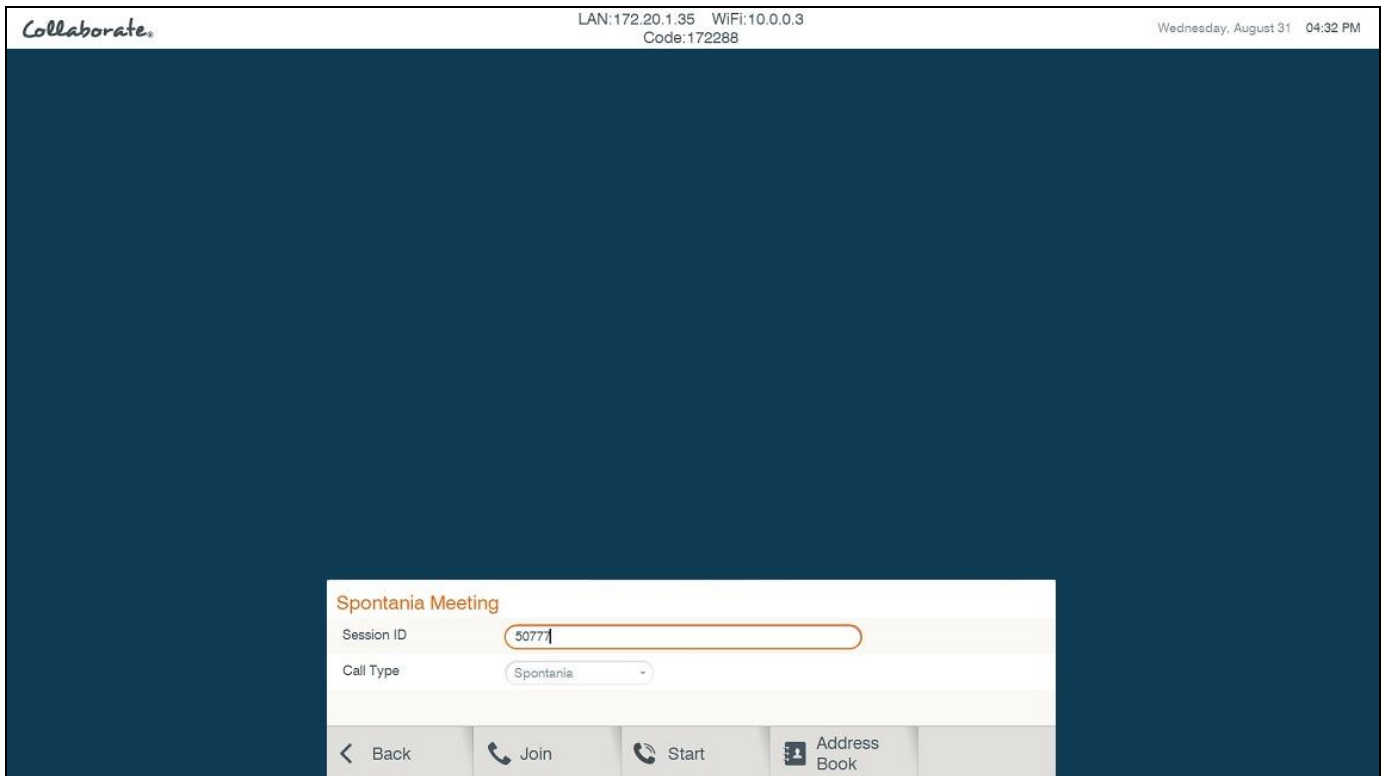 Collaborate®
LAN:172.20.1.35 WiFi:10.0.0.3
Code:172288
Wednesday, August 31 04:32 PM
Spontania Meeting
Session ID 50777
Call Type Spontania
Back Join Start Address
Book